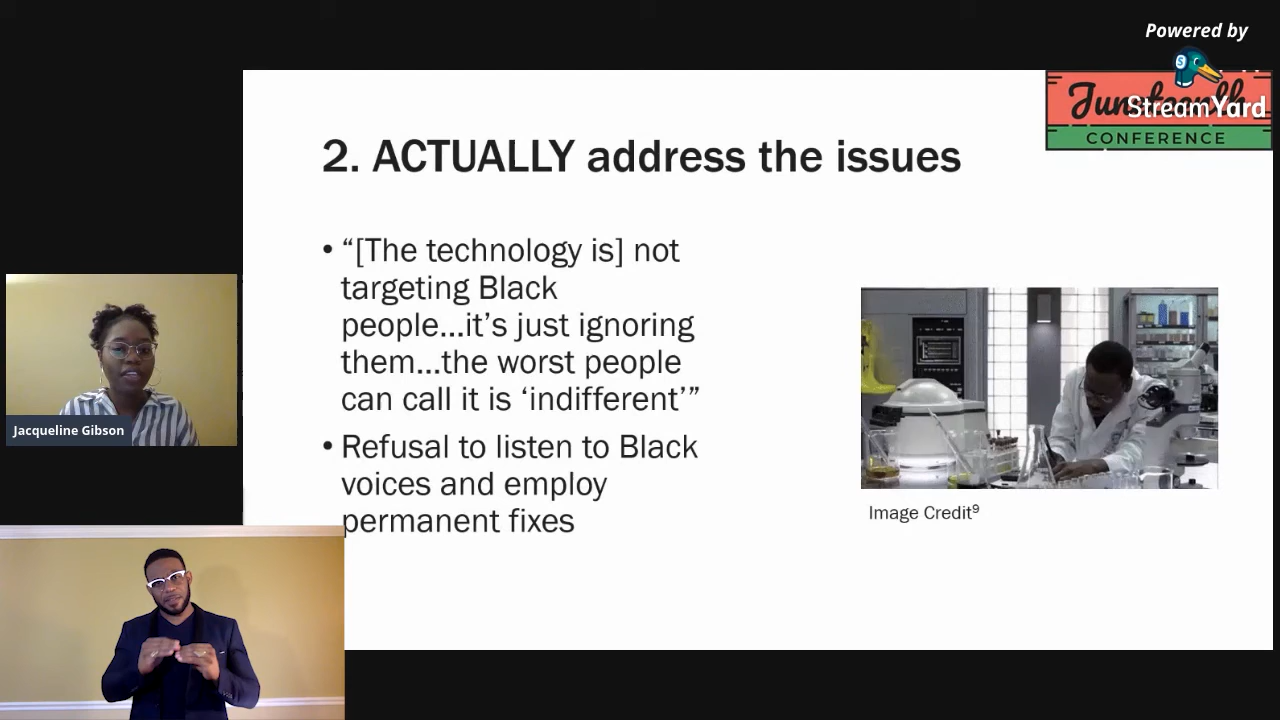 Powered by
StreamYard
Juneteenth
CONFERENCE
2. ACTUALLY address the issues
• “[The technology is] not
targeting Black
people...it’s just ignoring
them...the worst people
can call it is ‘indifferent’”
• Refusal to listen to Black
voices and employ
permanent fixes
Image Credit⁹
Jacqueline Gibson